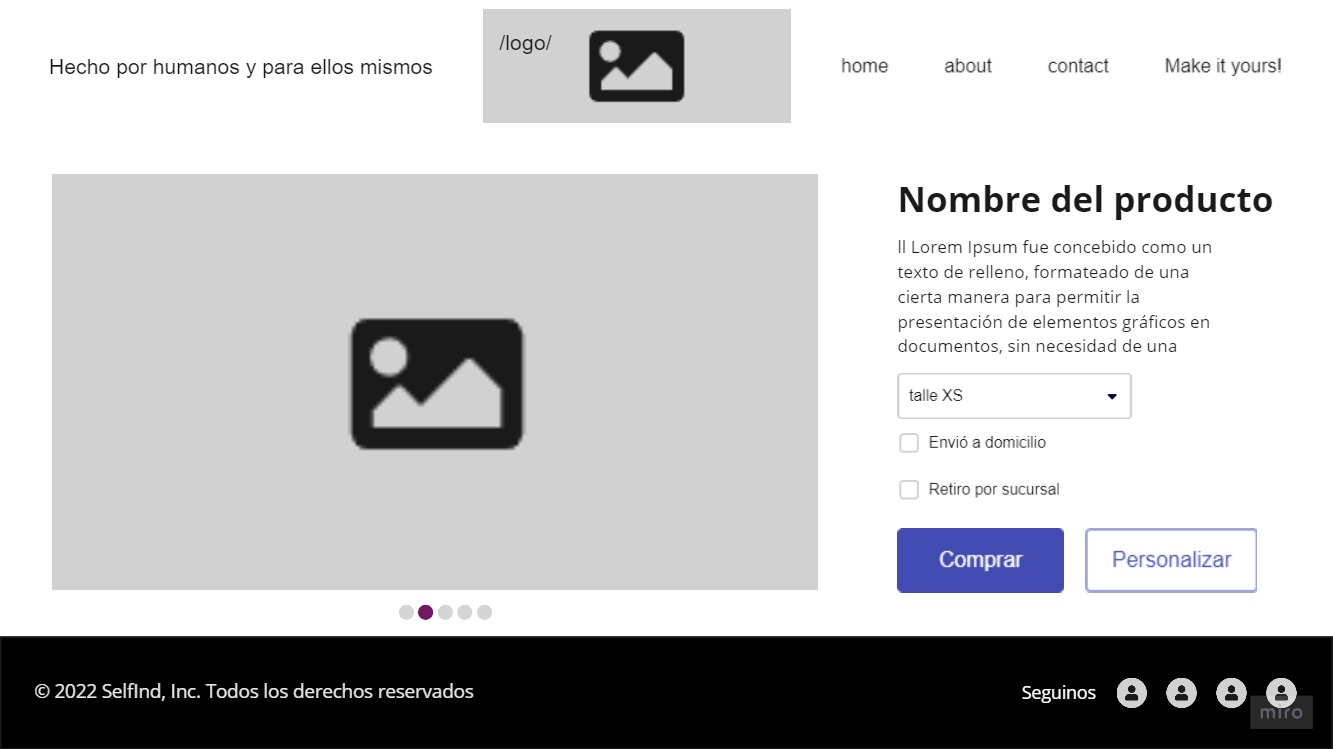 Hecho por humanos y para ellos mismos
/logo/
home
about
contact
Make it yours!
Nombre del producto
ll Lorem Ipsum fue concebido como un
texto de relleno, formateado de una
cierta manera para permitir la
presentación de elementos gráficos en
documentos, sin necesidad de una
talle XS
Envió a domicilio
Retiro por sucursal
Comprar
Personalizar
© 2022 SelfInd, Inc. Todos los derechos reservados
Seguinos
miro